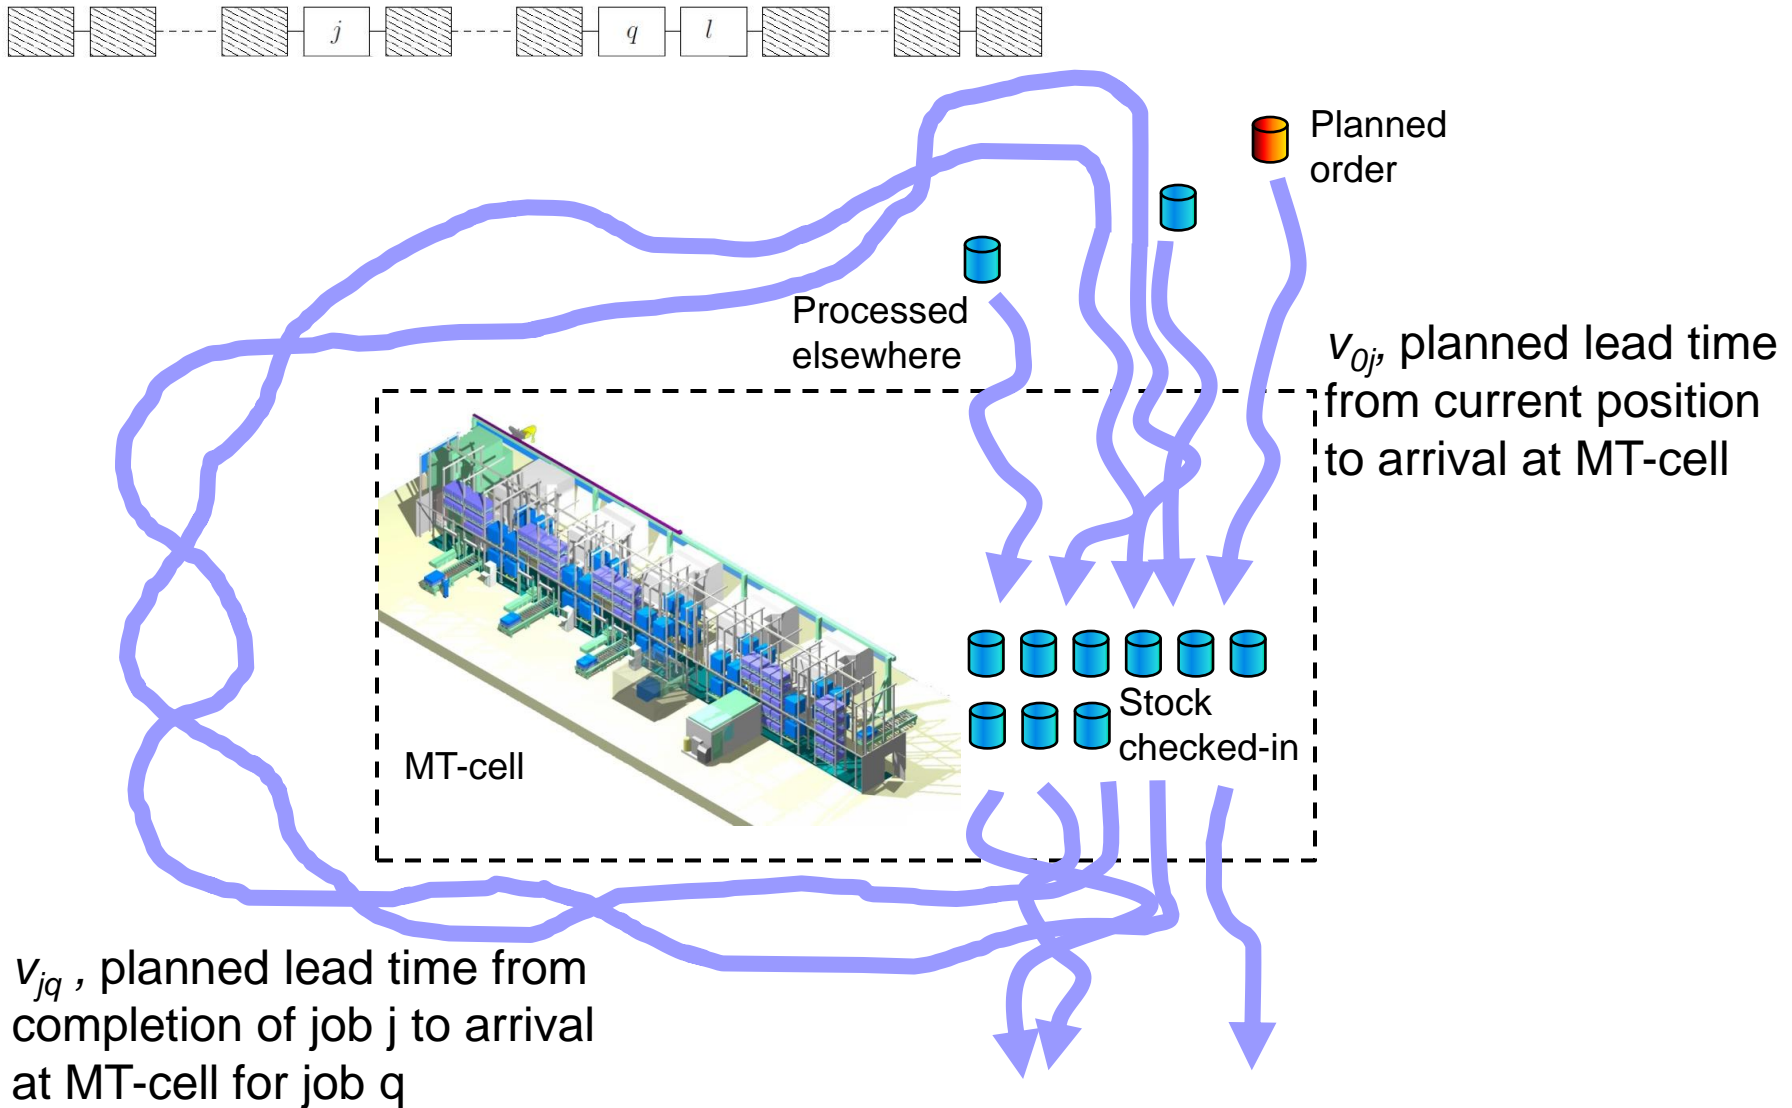 j q l
Planned
order
Processed
elsewhere
v0j, planned lead time
from current position
to arrival at MT-cell
Stock
checked-in
MT-cell
vjq , planned lead time from
completion of job j to arrival
at MT-cell for job q